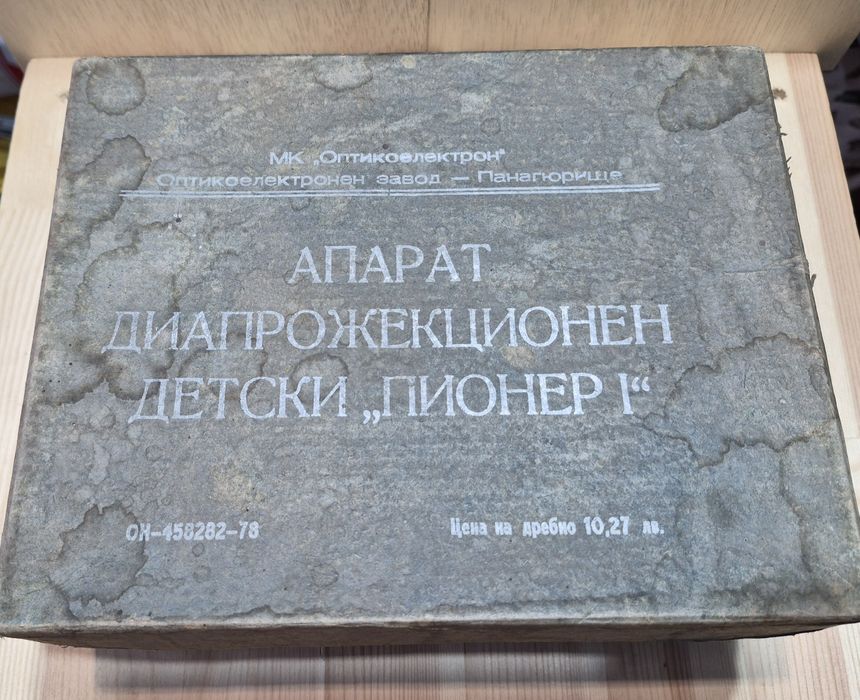 МК „Оптикоелектрон"
Оптикоелектронен завод — Панагюрище
АПАРАТ
ДИАПРОЖЕКЦИОНЕН
ДЕТСКИ „ПИОНЕР I“
ОН-458282-78
Цена на дребно 10,27 лв.